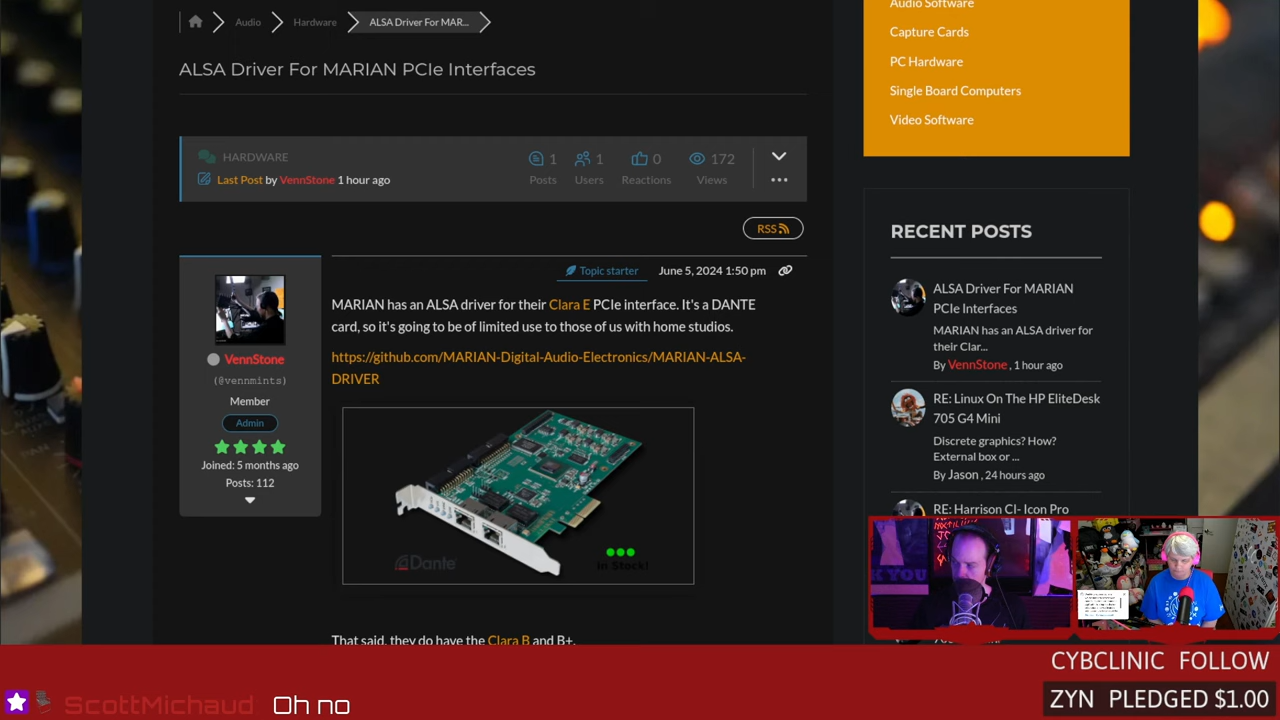 Audio
Hardware
ALSA Driver For MAR...
ALSA Driver For MARIAN PCIe Interfaces
HARDWARE
Last Post by VennStone 1 hour ago
1 1 0 172
Posts Users Reactions Views
RSS
Topic starter June 5, 2024 1:50 pm
VennStone
(@vennmints)
Member
Admin
Joined: 5 months ago
Posts: 112
MARIAN has an ALSA driver for their Clara E PCIe interface. It's a DANTE
card, so it's going to be of limited use to those of us with home studios.
https://github.com/MARIAN-Digital-Audio-Electronics/MARIAN-ALSA-
DRIVER
Dante
in Stock!
That said, they do have the Clara B and B+.
Audio Software
Capture Cards
PC Hardware
Single Board Computers
Video Software
RECENT POSTS
ALSA Driver For MARIAN
PCIe Interfaces
MARIAN has an ALSA driver for
their Clar...
By VennStone , 1 hour ago
RE: Linux On The HP EliteDesk
705 G4 Mini
Discrete graphics? How?
External box or ...
By Jason , 24 hours ago
RE: Harrison CI- Icon Pro
CYBCLINIC FOLLOW
ZYN PLEDGED $1.00
ScottMichaud Oh no